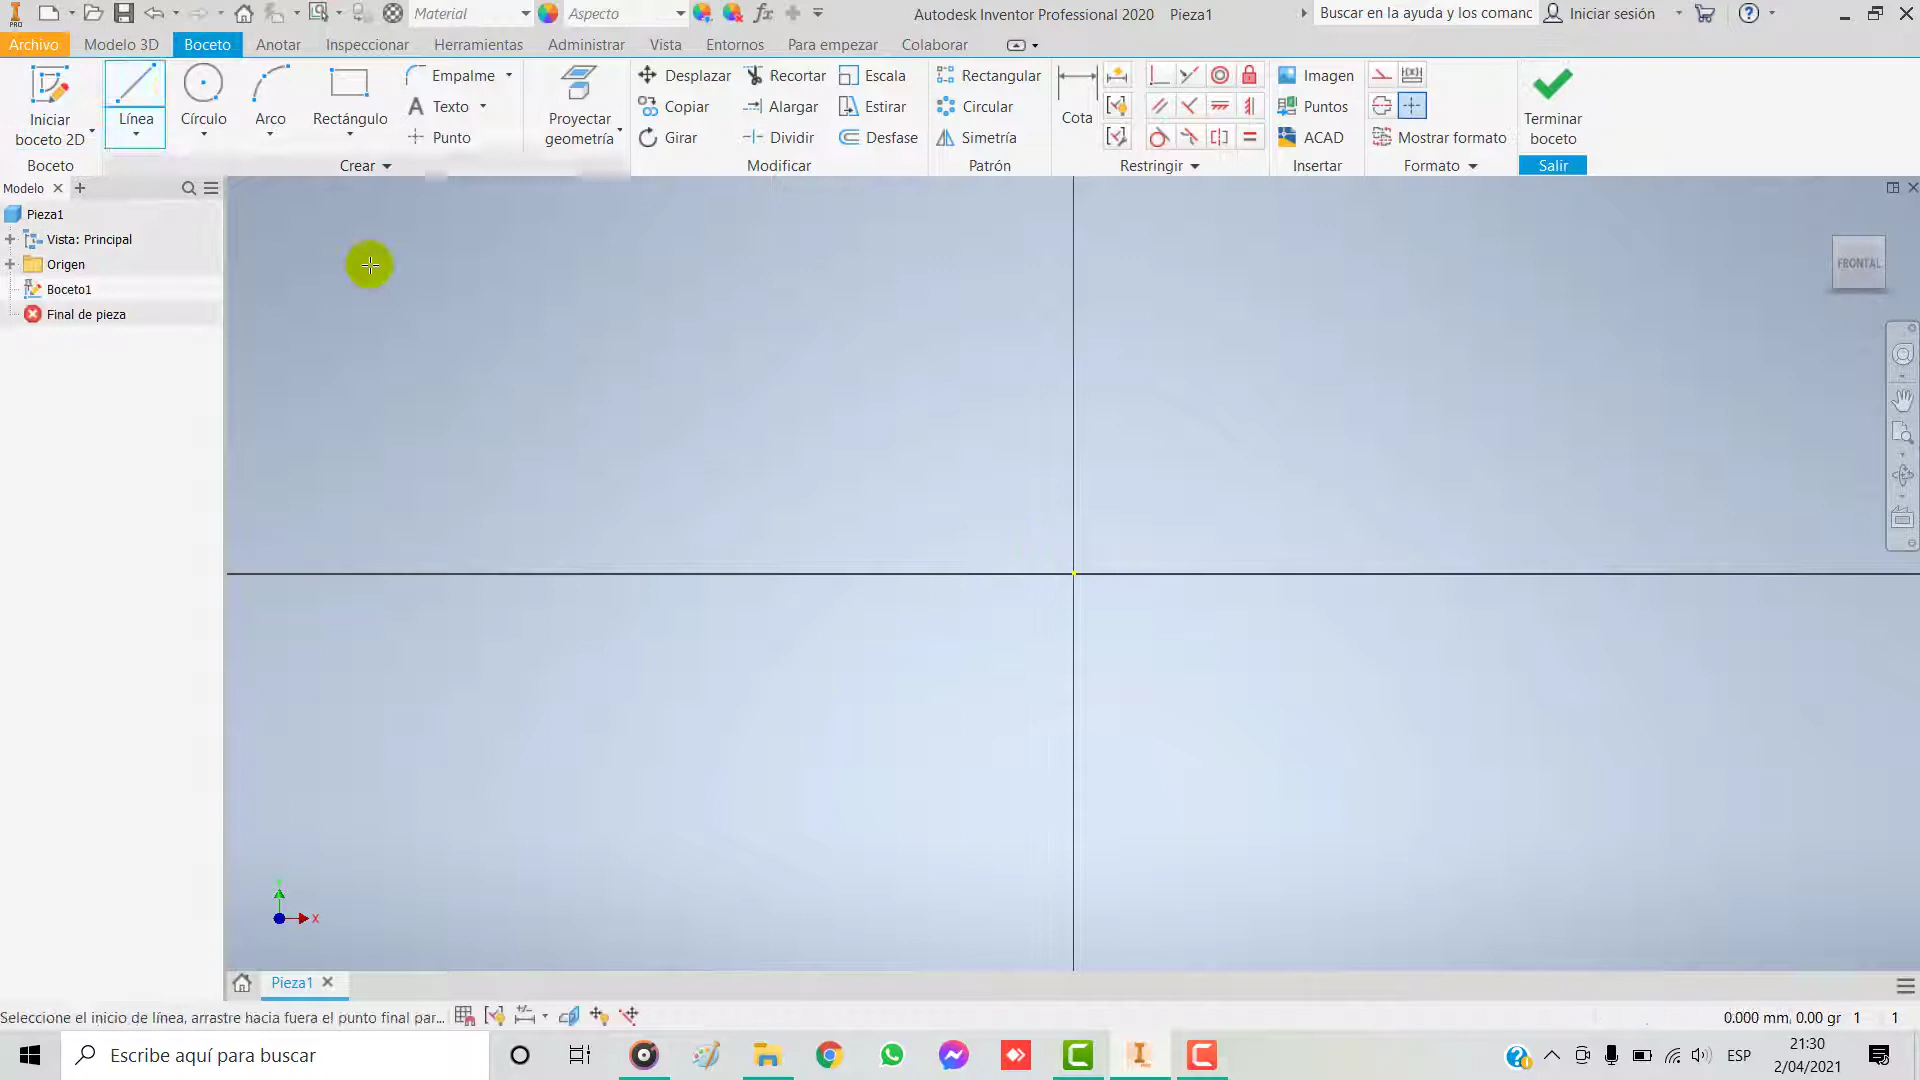 Material
Aspecto
Autodesk Inventor Professional 2020 Pieza1
Buscar en la ayuda y los comanc
Iniciar sesión
Archivo
Modelo 3D
Boceto
Anotar
Inspeccionar
Herramientas
Administrar
Vista
Entornos
Para empezar
Colaborar
Iniciar
boceto 2D
Línea
Círculo
Arco
Rectángulo
Empalme
Texto
Punto
Proyectar
geometría
Desplazar
Copiar
Girar
Recortar
Alargar
Dividir
Escala
Estirar
Desfase
Rectangular
Circular
Simetría
Cota
Imagen
Puntos
ACAD
Mostrar formato
Terminar
boceto
Boceto
Crear
Modificar
Patrón
Restringir
Insertar
Formato
Salir
Modelo
Pieza1
Vista: Principal
Origen
Boceto1
Final de pieza
FRONTAL
X
Pieza1
Seleccione el inicio de línea, arrastre hacia fuera el punto final par...
0.000 mm, 0.00 gr 1 1
Escribe aquí para buscar
ESP
21:30
2/04/2021